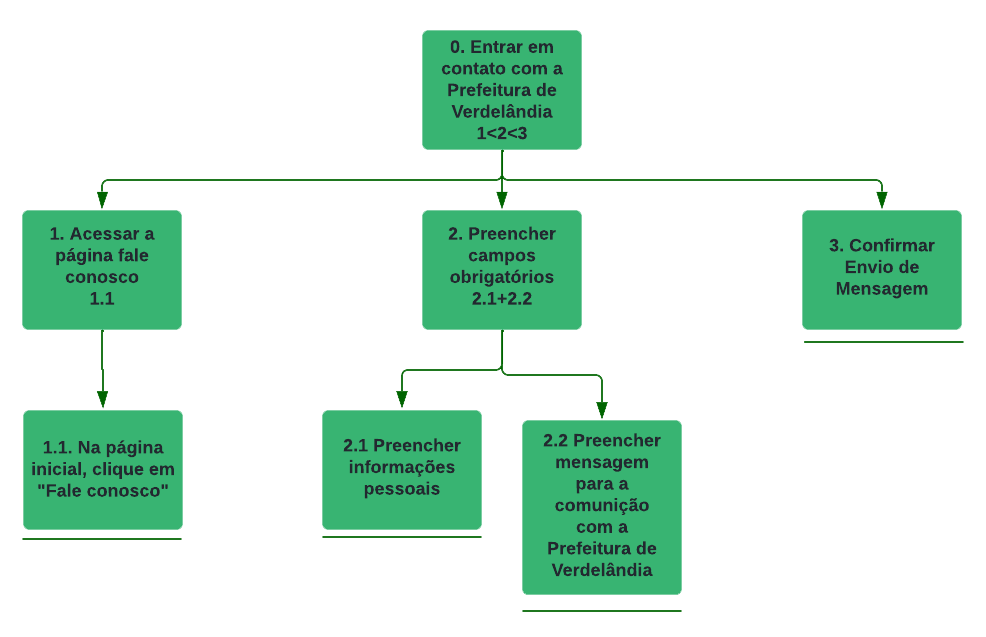 0. Entrar em
contato com a
Prefeitura de
Verdelândia
1<2<3
1. Acessar a
página fale
conosco
1.1
2. Preencher
campos
obrigatórios
2.1+2.2
3. Confirmar
Envio de
Mensagem
1.1. Na página
inicial, clique em
"Fale conosco"
2.1 Preencher
informações
pessoais
2.2 Preencher
mensagem
para a
comunição
com a
Prefeitura de
Verdelândia